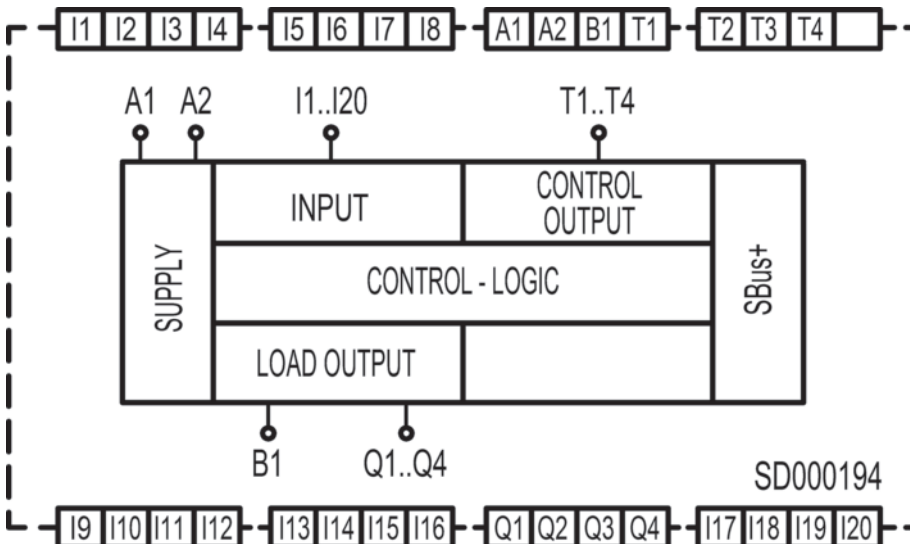 I1 I2 I3 I4 I5 I6 I7 I8 A1 A2 B1 T1 T2 T3 T4
A1 A2 I1..I20 T1..T4
INPUT
CONTROL
OUTPUT
SUPPLY
CONTROL - LOGIC
SBus+
LOAD OUTPUT
B1 Q1..Q4
SD000194
I9 I10 I11 I12 I13 I14 I15 I16 Q1 Q2 Q3 Q4 I17 I18 I19 I20